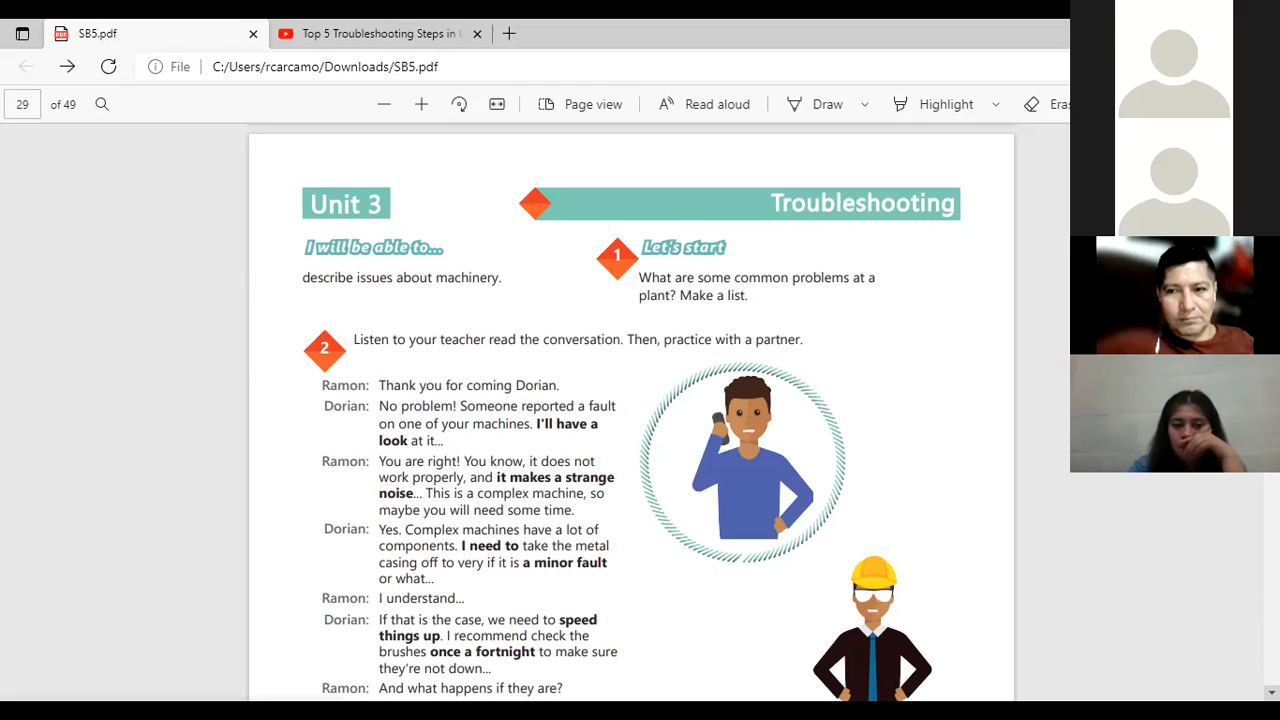 SB5.pdf
Top 5 Troubleshooting Steps in
File
C:/Users/rcarcamo/Downloads/SB5.pdf
29
of 49
Page view
Read aloud
Draw
Highlight
Unit 3
Troubleshooting
I will be able to...
describe issues about machinery.
1
Let's start
What are some common problems at a
plant? Make a list.
2
Listen to your teacher read the conversation. Then, practice with a partner.
Ramon: Thank you for coming Dorian.
Dorian: No problem! Someone reported a fault
on one of your machines. I'll have a
look at it...
Ramon: You are right! You know, it does not
work properly, and it makes a strange
noise... This is a complex machine, so
maybe you will need some time.
Dorian: Yes. Complex machines have a lot of
components. I need to take the metal
casing off to very if it is a minor fault
or what...
Ramon: I understand...
Dorian: If that is the case, we need to speed
things up. I recommend check the
brushes once a fortnight to make sure
they're not down...
Ramon: And what happens if they are?